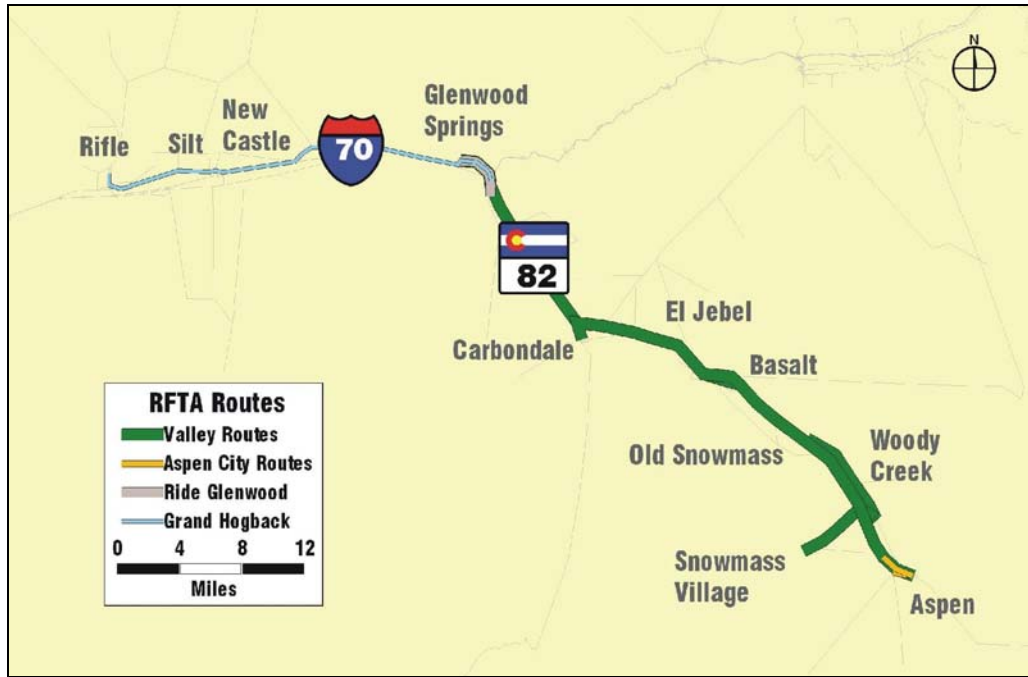 N
Glenwood
Springs
New
Castle
Silt
Rifle
70
82
El Jebel
Carbondale
Basalt
RFTA Routes
Valley Routes
Aspen City Routes
Ride Glenwood
Grand Hogback
0 4 8 12
Miles
Woody
Creek
Old Snowmass
Snowmass
Village
Aspen